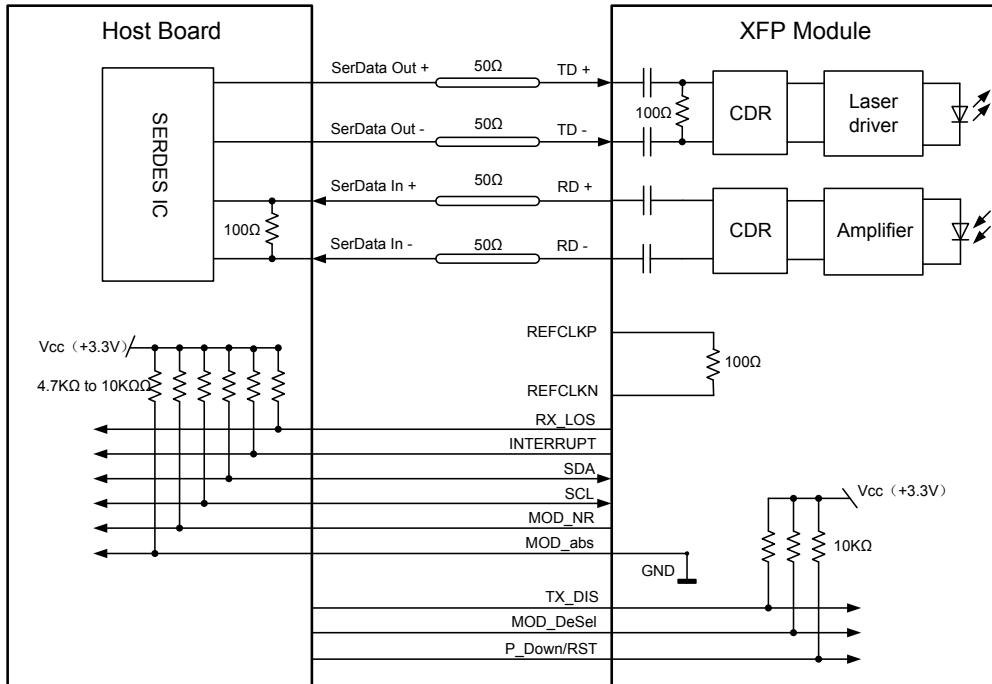 Host Board
XFP Module
SERDES IC
SerData Out +
50Ω
TD +
SerData Out -
50Ω
TD -
SerData In +
50Ω
RD +
SerData In -
50Ω
RD -
100Ω
100Ω
CDR
Laser
driver
CDR
Amplifier
REFCLKP
100Ω
REFCLKN
Vcc（+3.3V）
4.7KΩ to 10KΩΩ
RX_LOS
INTERRUPT
SDA
SCL
MOD_NR
MOD_abs
GND
Vcc（+3.3V）
10KΩ
TX_DIS
MOD_DeSel
P_Down/RST